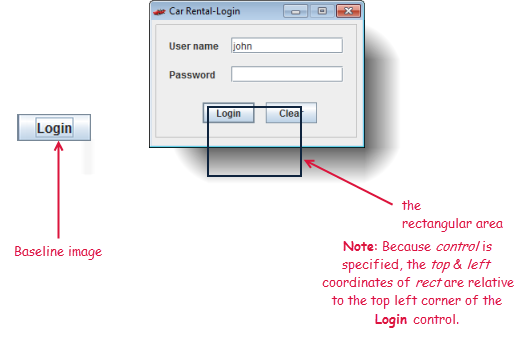 Car Rental-Login
User name
john
Password
Login
Clear
Login
Baseline image
the
rectangular area
Note: Because control is
specified, the top & left
coordinates of rect are relative
to the top left corner of the
Login control.